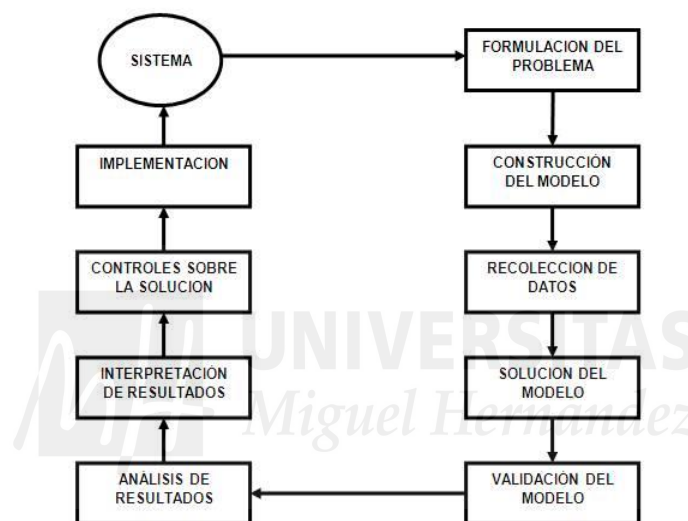 SISTEMA
FORMULACION DEL
PROBLEMA
IMPLEMENTACION
CONSTRUCCIÓN
DEL MODELO
CONTROLES SOBRE
LA SOLUCION
RECOLECCION DE
DATOS
UNIVERSITAS
INTERPRETACIÓN
DE RESULTADOS
SOLUCION DEL
MODELO
Miguel Hernández
ANÁLISIS DE
RESULTADOS
VALIDACIÓN DEL
MODELO